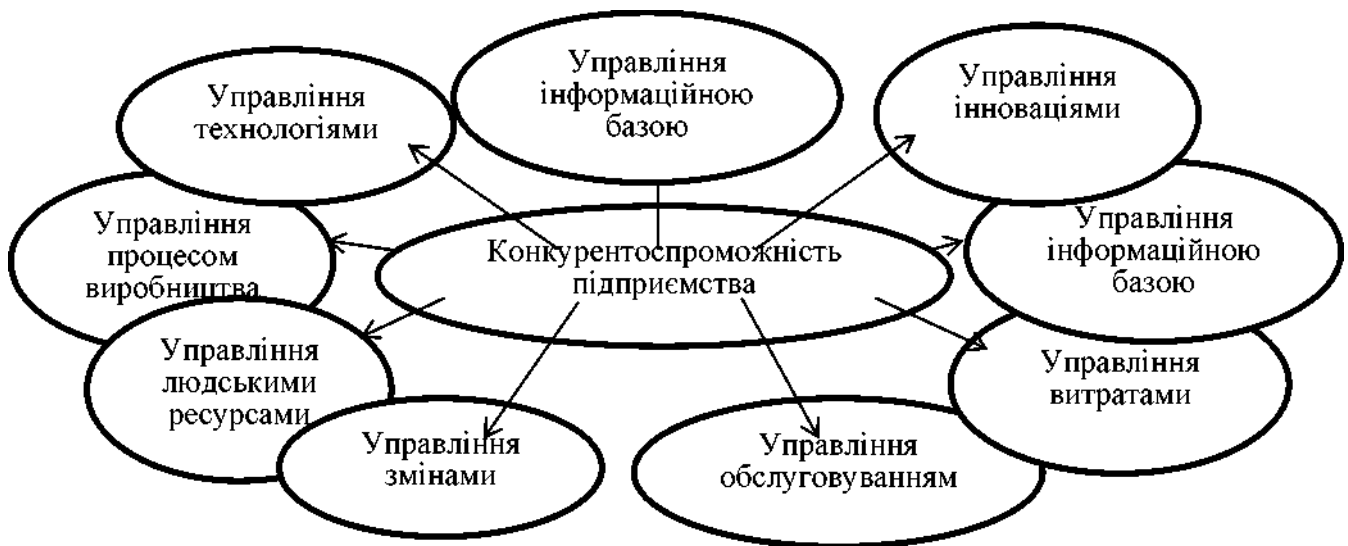 Управління
інформаційною
базою
Управління
технологіями
Управління
інноваціями
Управління
процесом
виробництва
Конкурентоспроможність
підприємства
Управління
інформаційною
базою
Управління
людськими
ресурсами
Управління
витратами
Управління
змінами
Управління
обслуговуванням